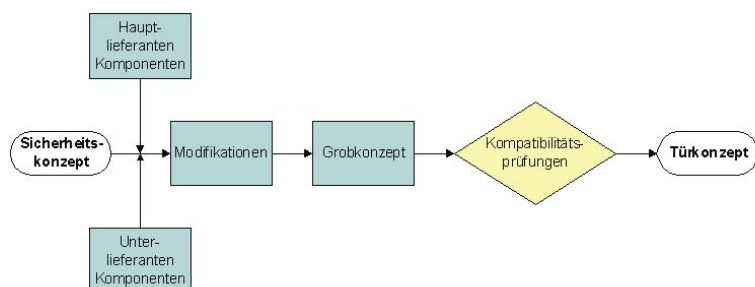 Haupt-
lieferanten
Komponenten
Sicherheits-
konzept
Modifikationen
Grobkonzept
Kompatibilitäts-
prüfungen
Türkonzept
Unter-
lieferanten
Komponenten